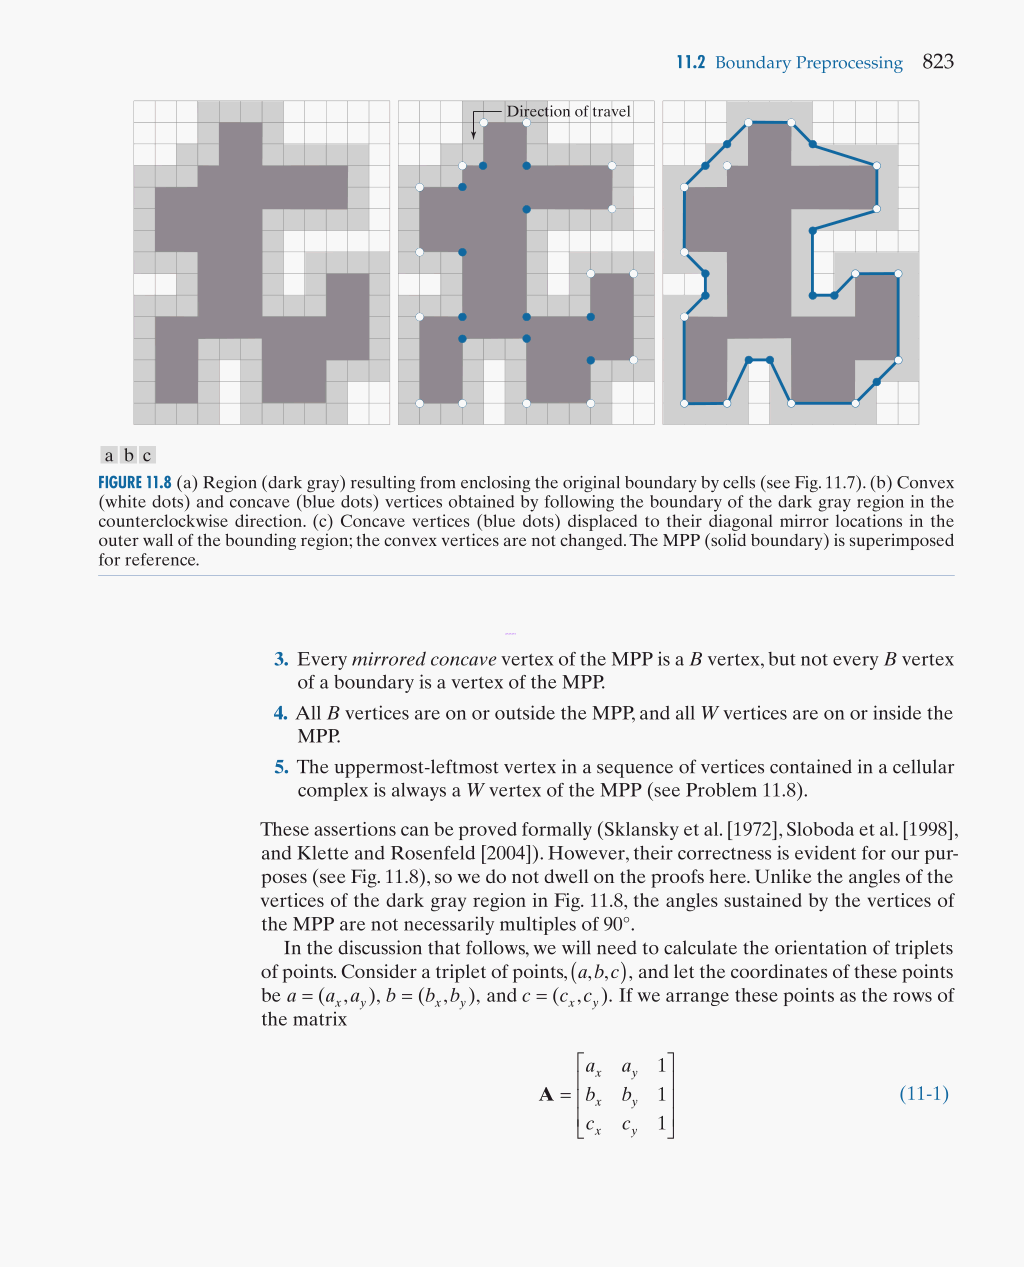 11.2 Boundary Preprocessing 823
Direction of travel
a b c
FIGURE 11.8 (a) Region (dark gray) resulting from enclosing the original boundary by cells (see Fig. 11.7). (b) Convex
(white dots) and concave (blue dots) vertices obtained by following the boundary of the dark gray region in the
counterclockwise direction. (c) Concave vertices (blue dots) displaced to their diagonal mirror locations in the
outer wall of the bounding region; the convex vertices are not changed. The MPP (solid boundary) is superimposed
for reference.
3. Every mirrored concave vertex of the MPP is a B vertex, but not every B vertex
of a boundary is a vertex of the MPP.
4. All B vertices are on or outside the MPP, and all W vertices are on or inside the
MPP.
5. The uppermost-leftmost vertex in a sequence of vertices contained in a cellular
complex is always a W vertex of the MPP (see Problem 11.8).
These assertions can be proved formally (Sklansky et al. [1972], Sloboda et al. [1998],
and Klette and Rosenfeld [2004]). However, their correctness is evident for our pur-
poses (see Fig. 11.8), so we do not dwell on the proofs here. Unlike the angles of the
vertices of the dark gray region in Fig. 11.8, the angles sustained by the vertices of
the MPP are not necessarily multiples of 90°.
In the discussion that follows, we will need to calculate the orientation of triplets
of points. Consider a triplet of points, (a, b, c), and let the coordinates of these points
be a = (a_x, a_y), b = (b_x, b_y), and c = (c_x, c_y). If we arrange these points as the rows of
the matrix
a_x a_y 1
A = b_x b_y 1 (11-1)
c_x c_y 1